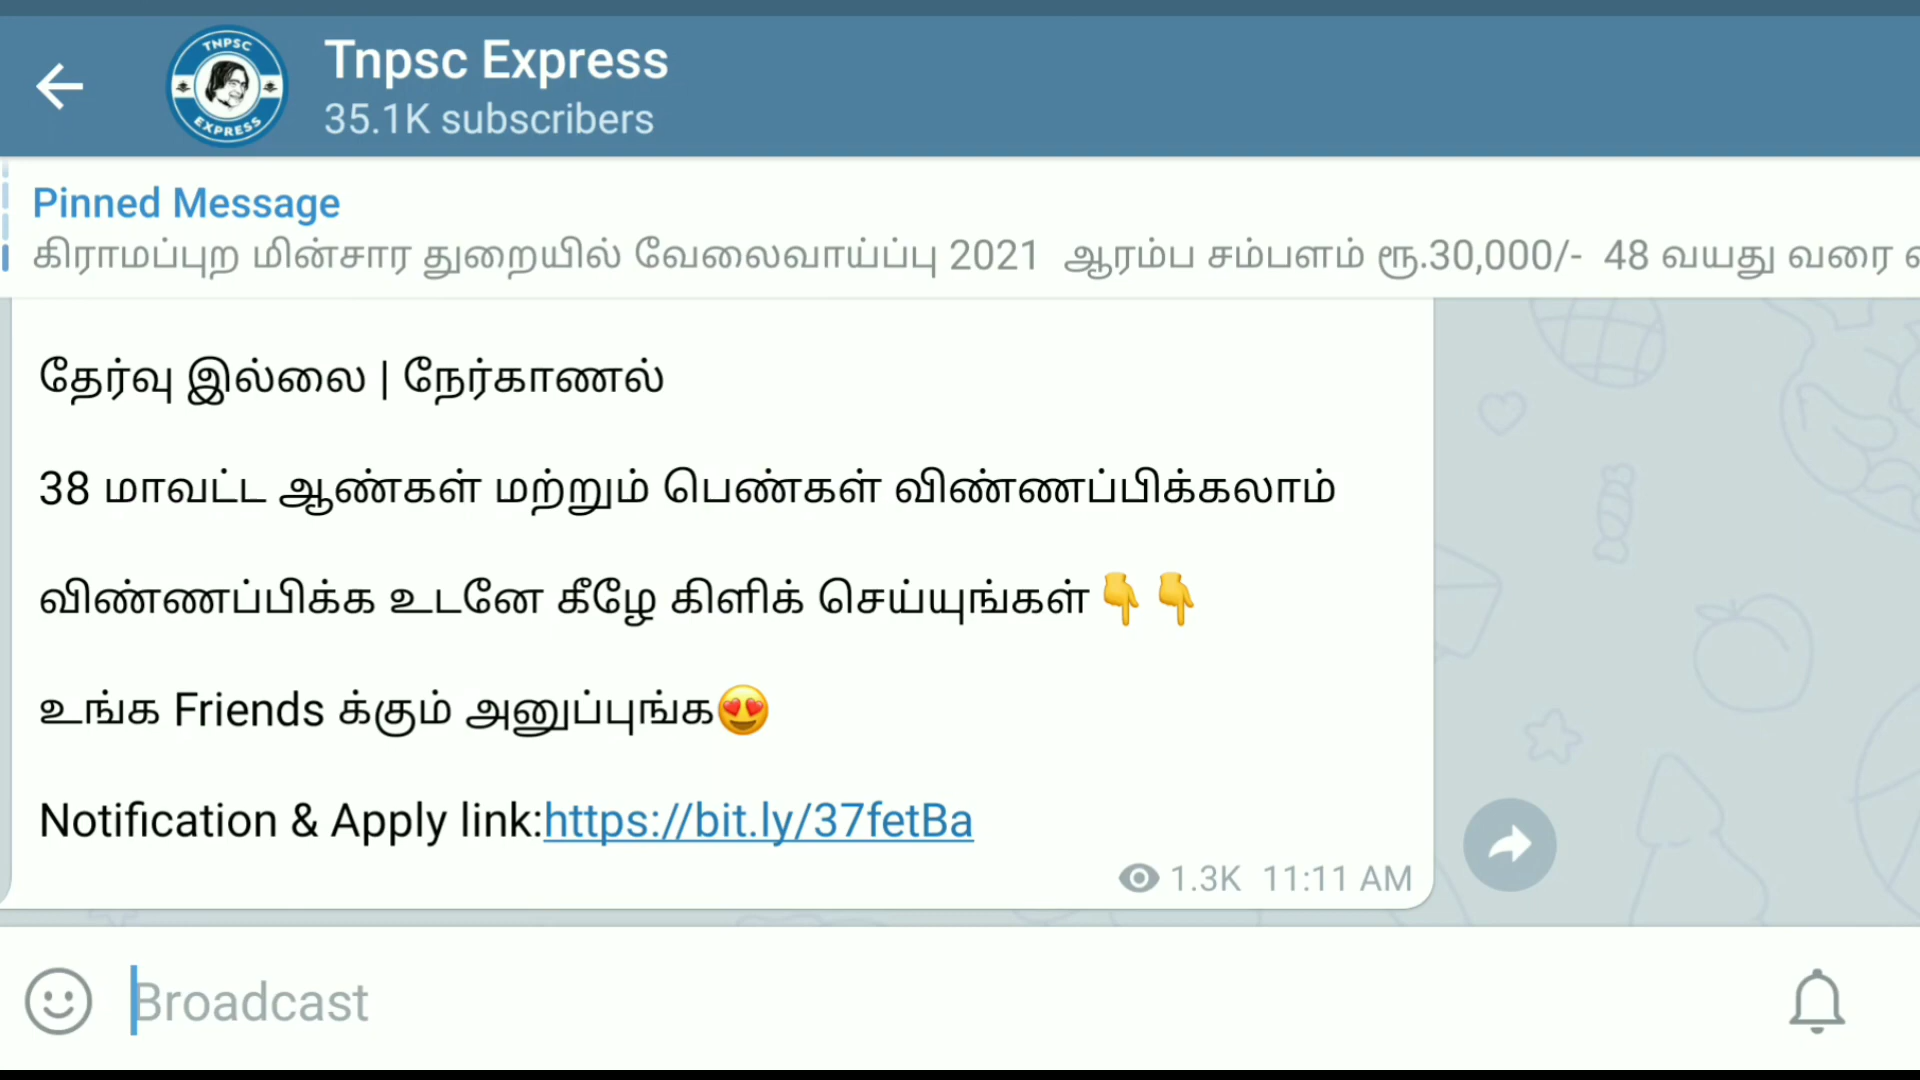 TNPSC
EXPRESS
Tnpsc Express
35.1K subscribers
Pinned Message
கிராமப்புற மின்சார துறையில் வேலைவாய்ப்பு 2021 ஆரம்ப சம்பளம் ரூ.30,000/- 48 வயது வரை
தேர்வு இல்லை | நேர்காணல்
38 மாவட்ட ஆண்கள் மற்றும் பெண்கள் விண்ணப்பிக்கலாம்
விண்ணப்பிக்க உடனே கீழே கிளிக் செய்யுங்கள்👇👇
உங்க Friends க்கும் அனுப்புங்க😍
Notification & Apply link:https://bit.ly/37fetBa
1.3K 11:11 AM
Broadcast